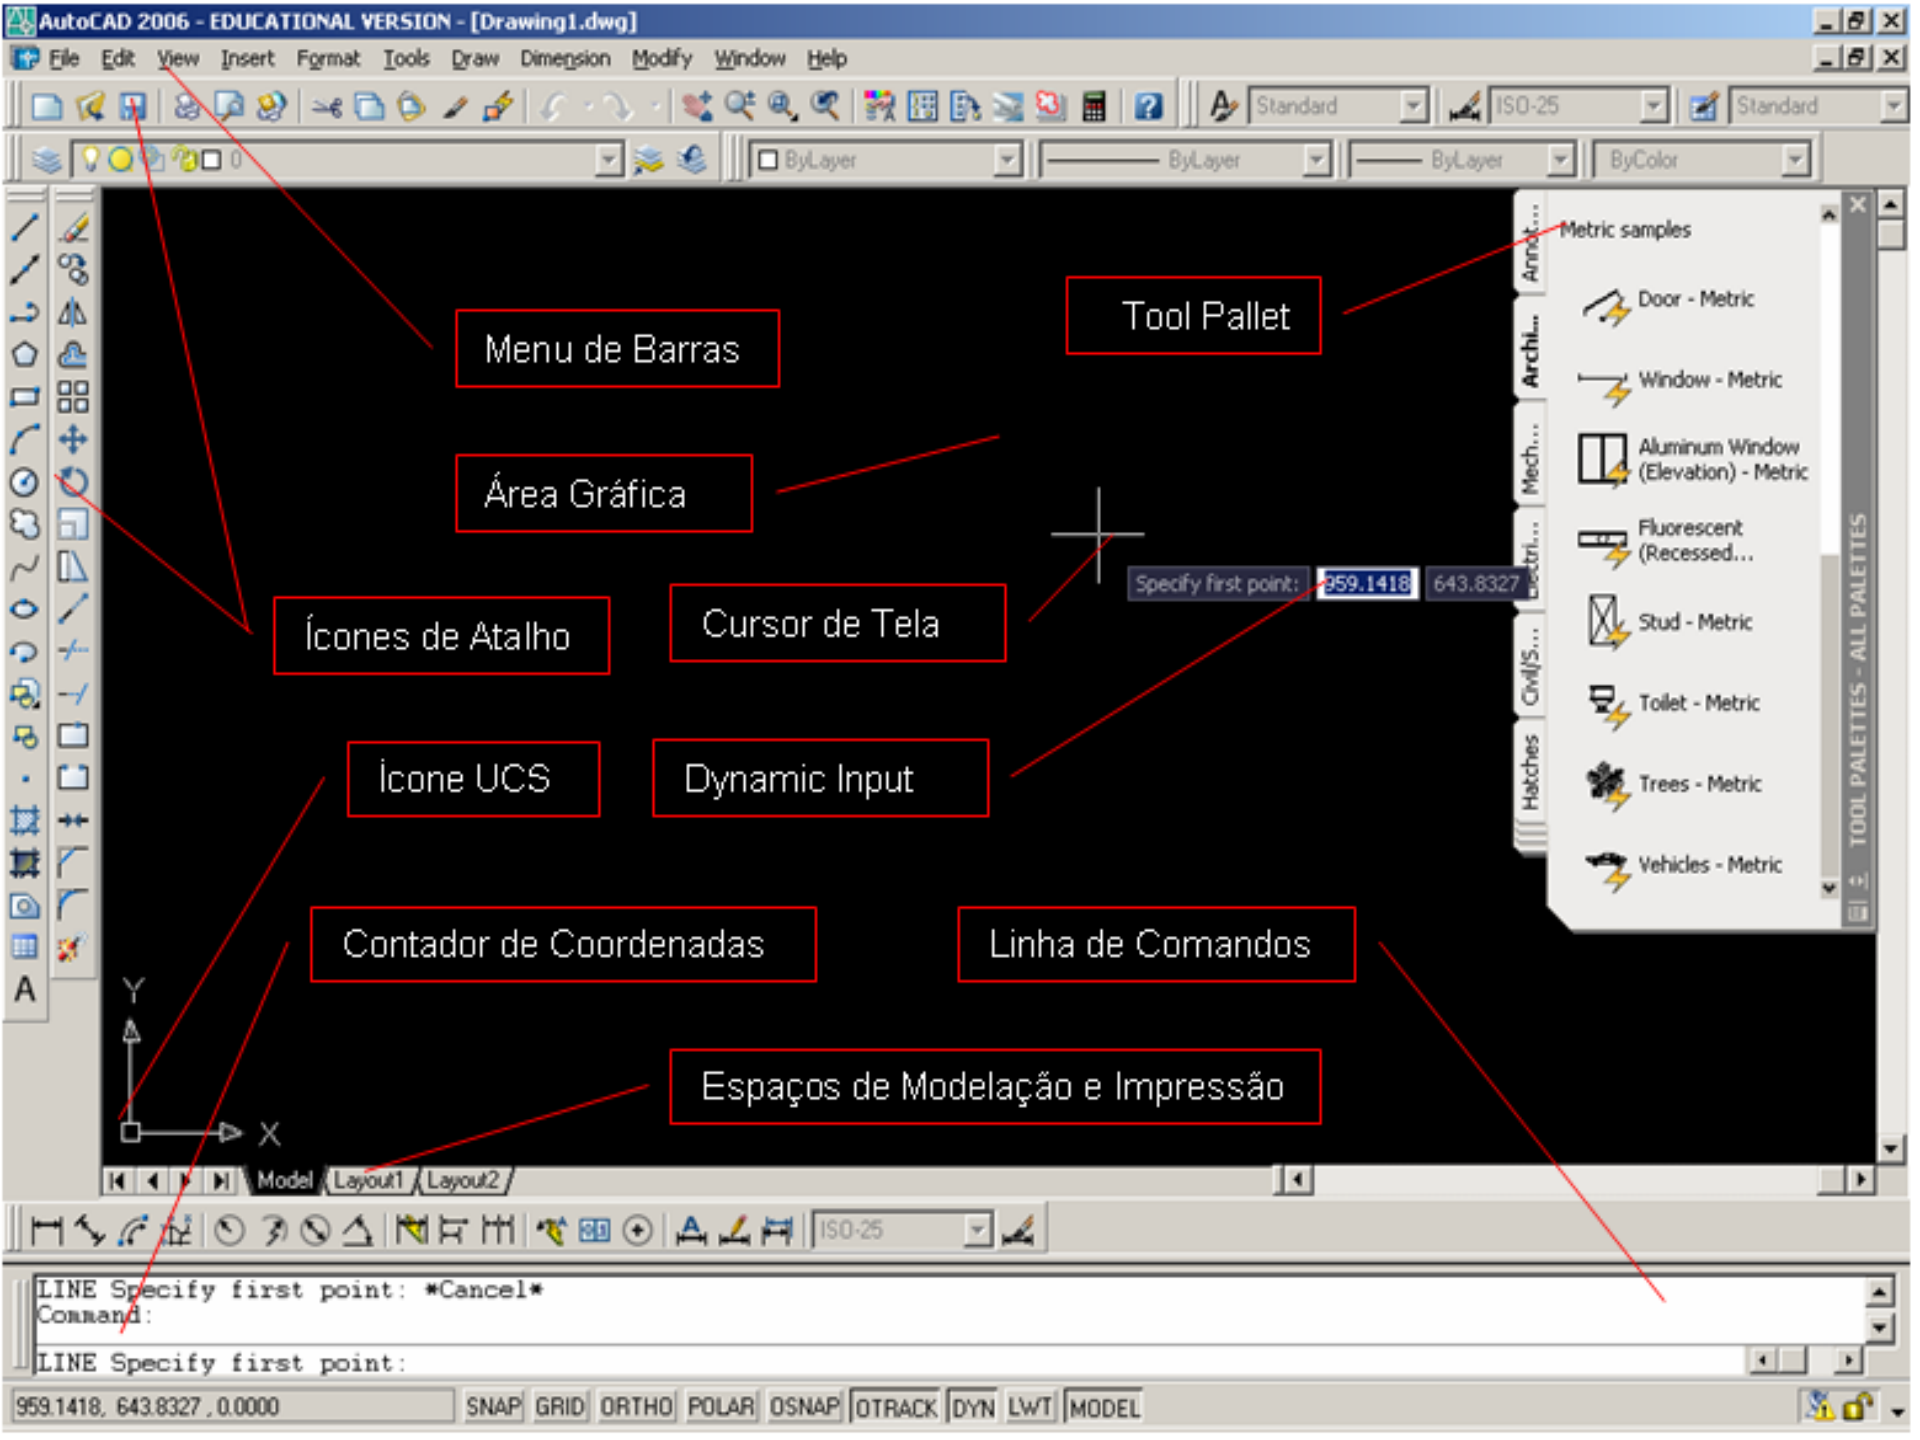 AutoCAD 2006 - EDUCATIONAL VERSION - [Drawing1.dwg]
File Edit View Insert Format Tools Draw Dimension Modify Window Help
Standard ISO-25 Standard
0 ByLayer ByLayer ByLayer ByColor
Annot...
Archi...
Mech...
Electri...
Civil/S...
Hatches
Metric samples
Door - Metric
Window - Metric
Aluminum Window
(Elevation) - Metric
Fluorescent
(Recessed...
Stud - Metric
Toilet - Metric
Trees - Metric
Vehicles - Metric
TOOL PALETTES - ALL PALETTES
Tool Pallet
Menu de Barras
Área Gráfica
Specify first point: 959.1418 643.8327
Ícones de Atalho
Cursor de Tela
Ícone UCS
Dynamic Input
Contador de Coordenadas
Linha de Comandos
Espaços de Modelação e Impressão
A
Y
X
Model Layout1 Layout2
ISO-25
LINE Specify first point: *Cancel*
Command:
LINE Specify first point:
959.1418, 643.8327 , 0.0000 SNAP GRID ORTHO POLAR OSNAP OTRACK DYN LWT MODEL